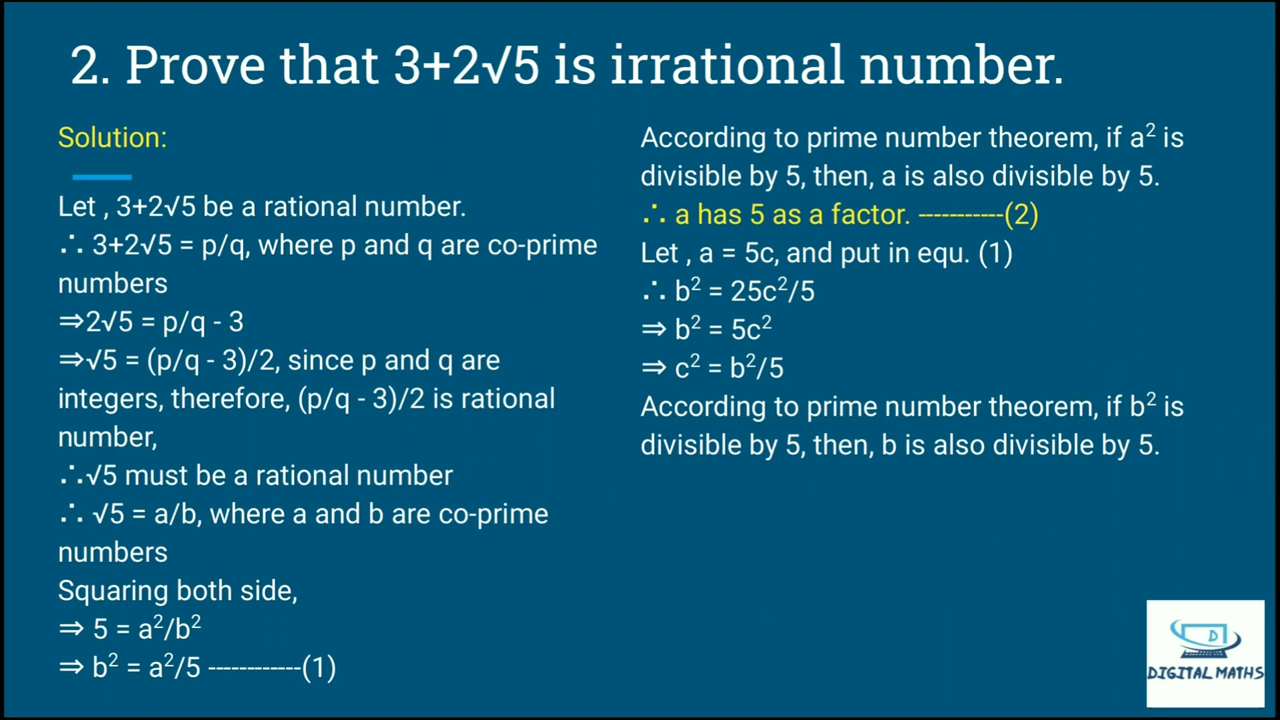 2. Prove that 3+2√5 is irrational number.
Solution:
Let , 3+2√5 be a rational number.
∴ 3+2√5 = p/q, where p and q are co-prime
numbers
⇒2√5 = p/q - 3
⇒√5 = (p/q - 3)/2, since p and q are
integers, therefore, (p/q - 3)/2 is rational
number,
∴√5 must be a rational number
∴ √5 = a/b, where a and b are co-prime
numbers
Squaring both side,
⇒ 5 = a²/b²
⇒ b² = a²/5 ------------(1)
According to prime number theorem, if a² is
divisible by 5, then, a is also divisible by 5.
∴ a has 5 as a factor. -----------(2)
Let , a = 5c, and put in equ. (1)
∴ b² = 25c²/5
⇒ b² = 5c²
⇒ c² = b²/5
According to prime number theorem, if b² is
divisible by 5, then, b is also divisible by 5.
D
DIGITAL MATHS